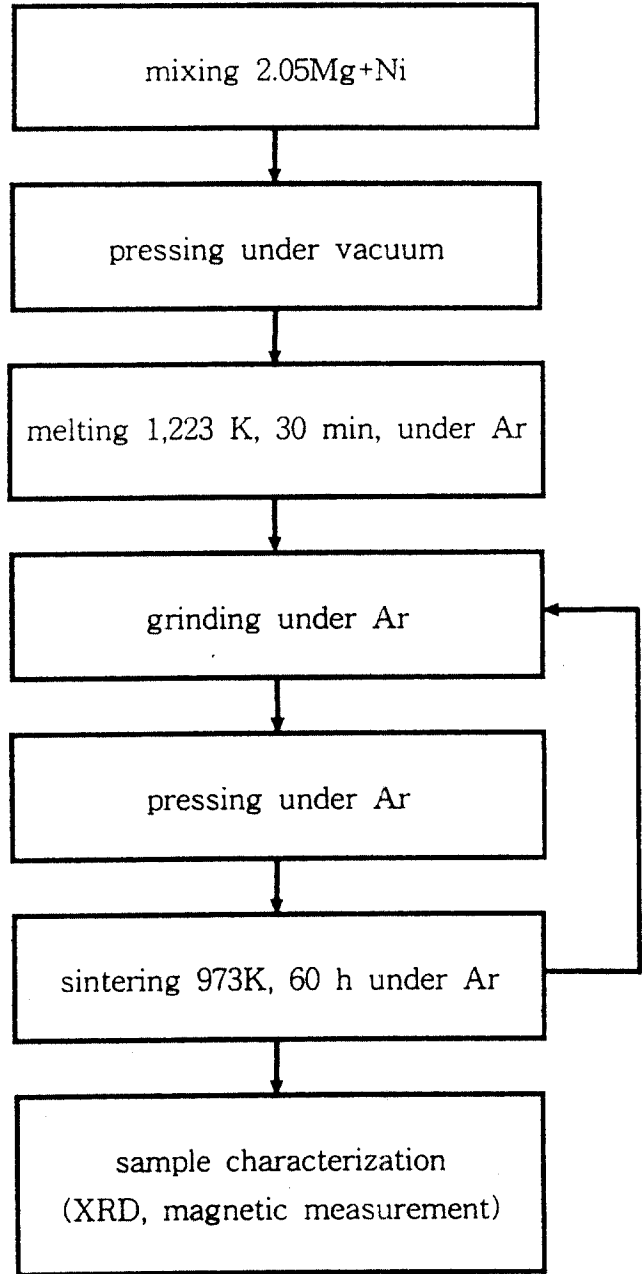 mixing 2.05Mg+Ni
pressing under vacuum
melting 1,223 K, 30 min, under Ar
grinding under Ar
pressing under Ar
sintering 973K, 60 h under Ar
sample characterization
(XRD, magnetic measurement)